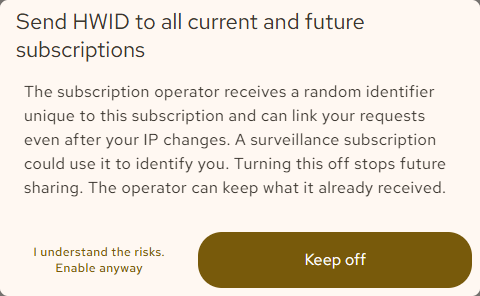 Send HWID to all current and future
subscriptions
The subscription operator receives a random identifier
unique to this subscription and can link your requests
even after your IP changes. A surveillance subscription
could use it to identify you. Turning this off stops future
sharing. The operator can keep what it already received.
I understand the risks.
Enable anyway
Keep off